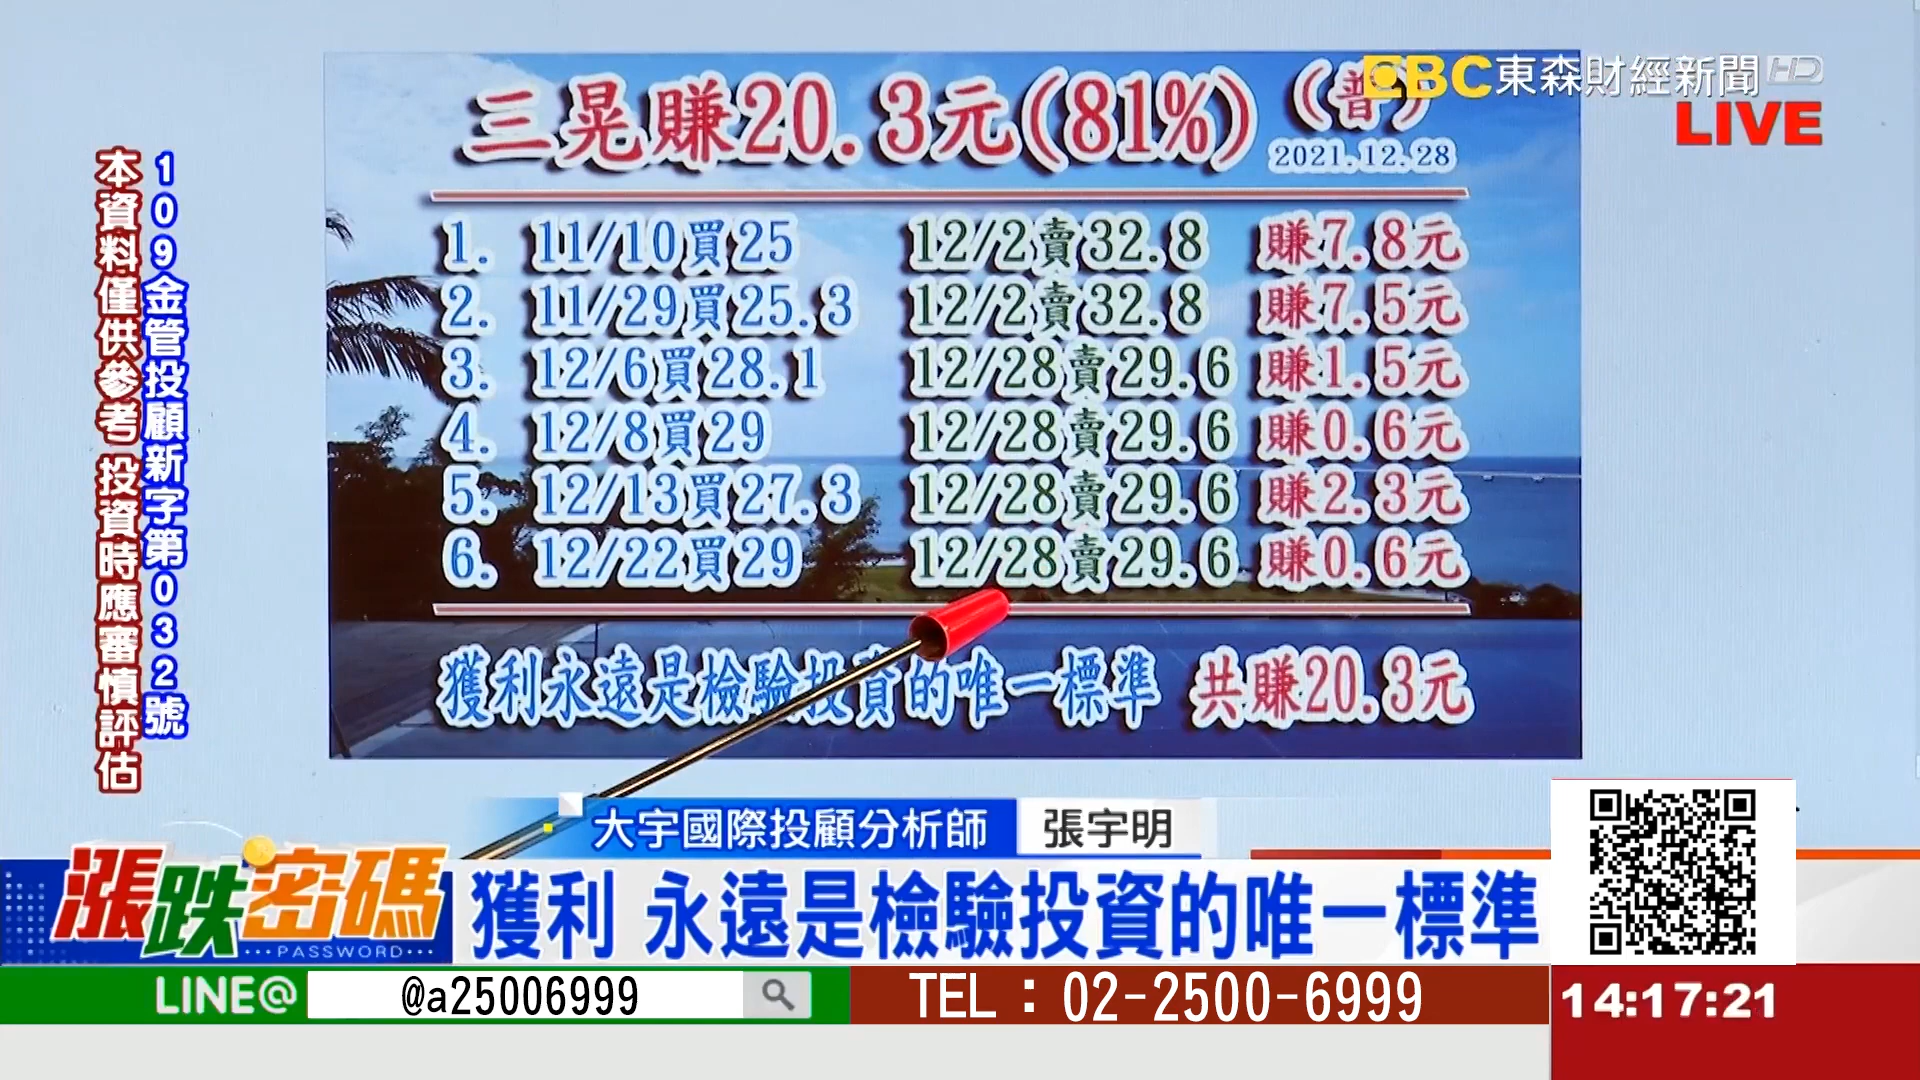 EBC東森財經新聞HD
LIVE
三晃賺20.3元(81%)
(普)
2021.12.28
1. 11/10買25 12/2賣32.8 賺7.8元
2. 11/29買25.3 12/2賣32.8 賺7.5元
3. 12/6買28.1 12/28賣29.6 賺1.5元
4. 12/8買29 12/28賣29.6 賺0.6元
5. 12/13買27.3 12/28賣29.6 賺2.3元
6. 12/22買29 12/28賣29.6 賺0.6元
獲利永遠是檢驗投資的唯一標準 共賺20.3元
109金管投顧新字第032號
本資料僅供參考 投資時應審慎評估
大宇國際投顧分析師 張宇明
漲跌密碼
PASSWORD
獲利 永遠是檢驗投資的唯一標準
LINE@ @a25006999
TEL：02-2500-6999
14:17:21